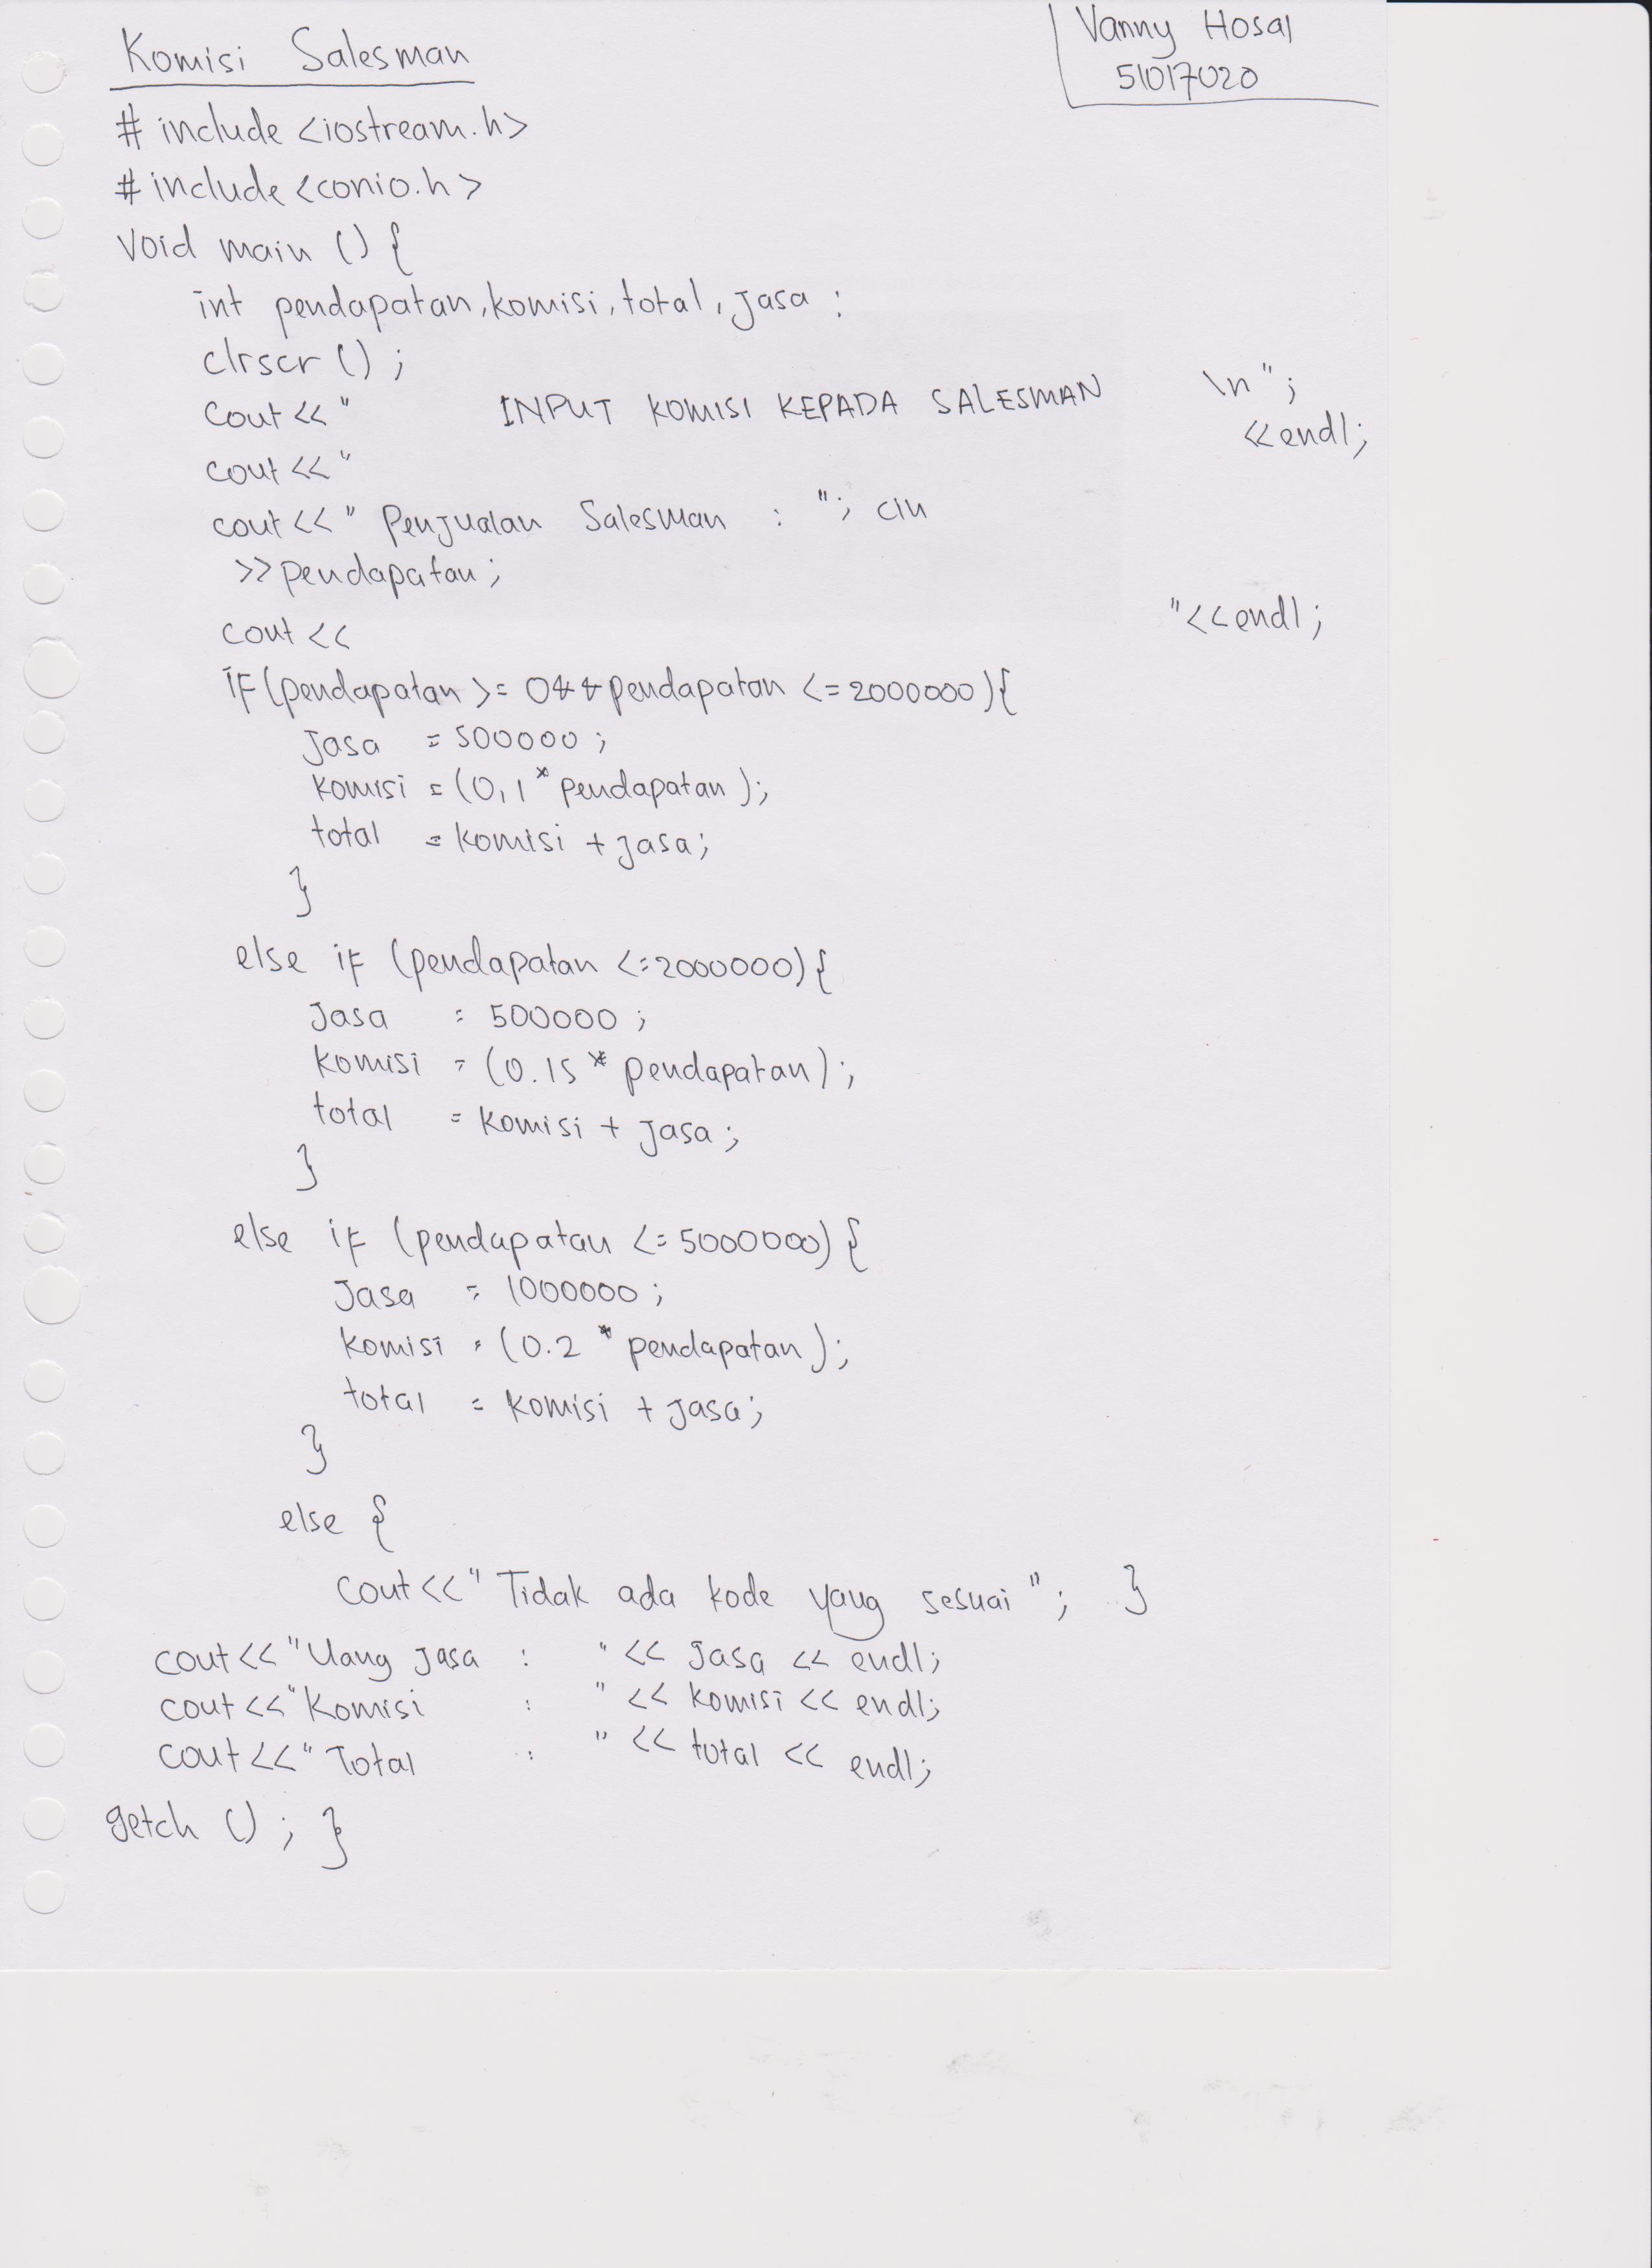 Komisi Salesman
Vanny Hosal
51017020
# include <iostream.h>
# include <conio.h>
void main () {
int pendapatan, komisi, total, jasa ;
clrscr () ;
cout << " INPUT KOMISI KEPADA SALESMAN \n" ;
cout << " << endl;
cout << " Penjualan Salesman : "; cin
>> pendapatan ;
cout << "<< endl ;
if (pendapatan >= 0 && pendapatan <= 2000000) {
jasa = 500000 ;
komisi = (0,1 * pendapatan );
total = komisi + jasa;
}
else if (pendapatan <= 2000000) {
jasa = 500000 ;
komisi = (0.15 * pendapatan );
total = komisi + jasa ;
}
else if (pendapatan <= 5000000) {
jasa = 1000000 ;
komisi = (0.2 * pendapatan );
total = komisi + jasa;
}
else {
cout << " Tidak ada kode yang sesuai " ; }
cout << "Uang jasa : " << jasa << endl;
cout << "Komisi : " << komisi << endl;
cout << "Total : " << total << endl;
getch () ; }